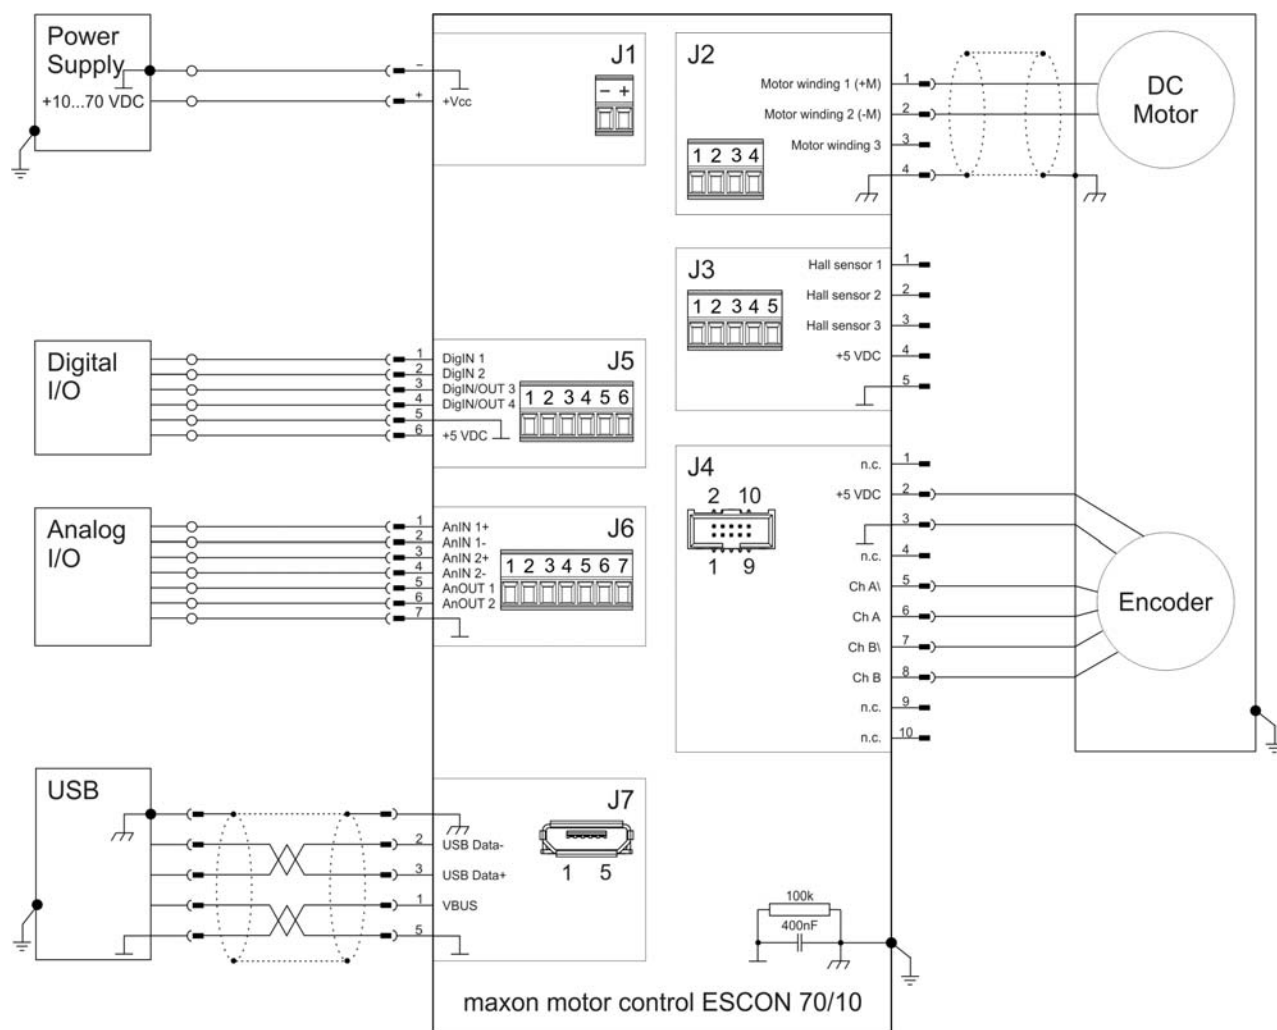 Power
Supply
+10...70 VDC
− 
+
+Vcc
J1
− +
J2
Motor winding 1 (+M) 1
Motor winding 2 (-M) 2
Motor winding 3 3
4
1 2 3 4
DC
Motor
J3
1 2 3 4 5
Hall sensor 1 1
Hall sensor 2 2
Hall sensor 3 3
+5 VDC 4
5
Digital
I/O
1 DigIN 1
2 DigIN 2
3 DigIN/OUT 3
4 DigIN/OUT 4
5
6 +5 VDC
J5
1 2 3 4 5 6
J4
2 10
1 9
n.c. 1
+5 VDC 2
3
n.c. 4
Ch A\ 5
Ch A 6
Ch B\ 7
Ch B 8
n.c. 9
n.c. 10
Encoder
Analog
I/O
1 AnIN 1+
2 AnIN 1-
3 AnIN 2+
4 AnIN 2-
5 AnOUT 1
6 AnOUT 2
7
J6
1 2 3 4 5 6 7
USB
2 USB Data-
3 USB Data+
1 VBUS
5
J7
1 5
100k
400nF
maxon motor control ESCON 70/10